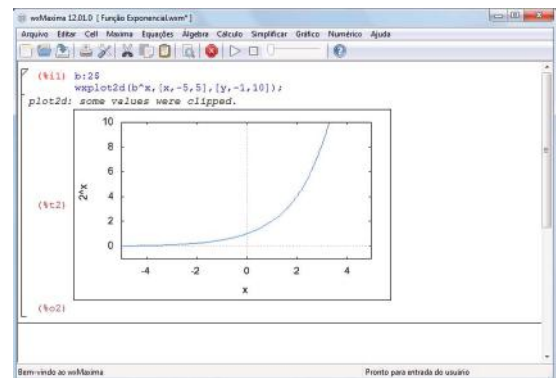 wxMaxima 12.01.0 [ Função Exponencial.wxm* ]
Arquivo Editar Cell Maxima Equações Álgebra Cálculo Simplificar Gráfico Numérico Ajuda
(%i1) b:2$
wxplot2d(b^x,[x,-5,5],[y,-1,10]);
plot2d: some values were clipped.
10
8
6
4
2
0
2^x
(%t2)
-4 -2 0 2 4
x
(%o2)
Bem-vindo ao wxMaxima Pronto para entrada do usuário